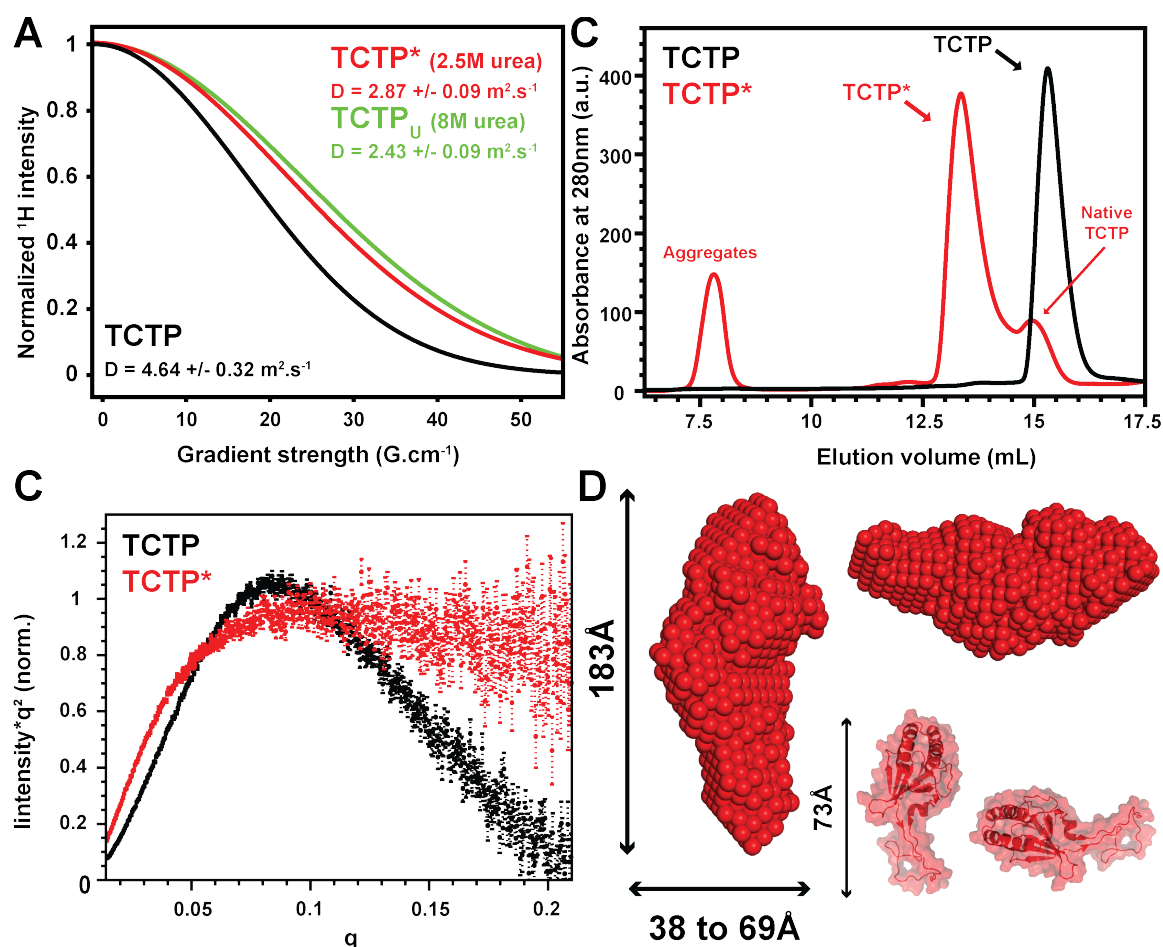 A
TCTP* (2.5M urea)
D = 2.87 +/- 0.09 m².s⁻¹
TCTPU (8M urea)
D = 2.43 +/- 0.09 m².s⁻¹
TCTP
D = 4.64 +/- 0.32 m².s⁻¹
Normalized ¹H intensity
1
0.8
0.6
0.4
0.2
0
0
10
20
30
40
50
Gradient strength (G.cm⁻¹)
C
TCTP
TCTP*
TCTP
TCTP*
Native
TCTP
Aggregates
Absorbance at 280nm (a.u.)
400
300
200
100
0
7.5
10
12.5
15
17.5
Elution volume (mL)
C
TCTP
TCTP*
Iintensity*q² (norm.)
1.2
1
0.8
0.6
0.4
0.2
0
0.05
0.1
0.15
0.2
q
D
183Å
38 to 69Å
73Å